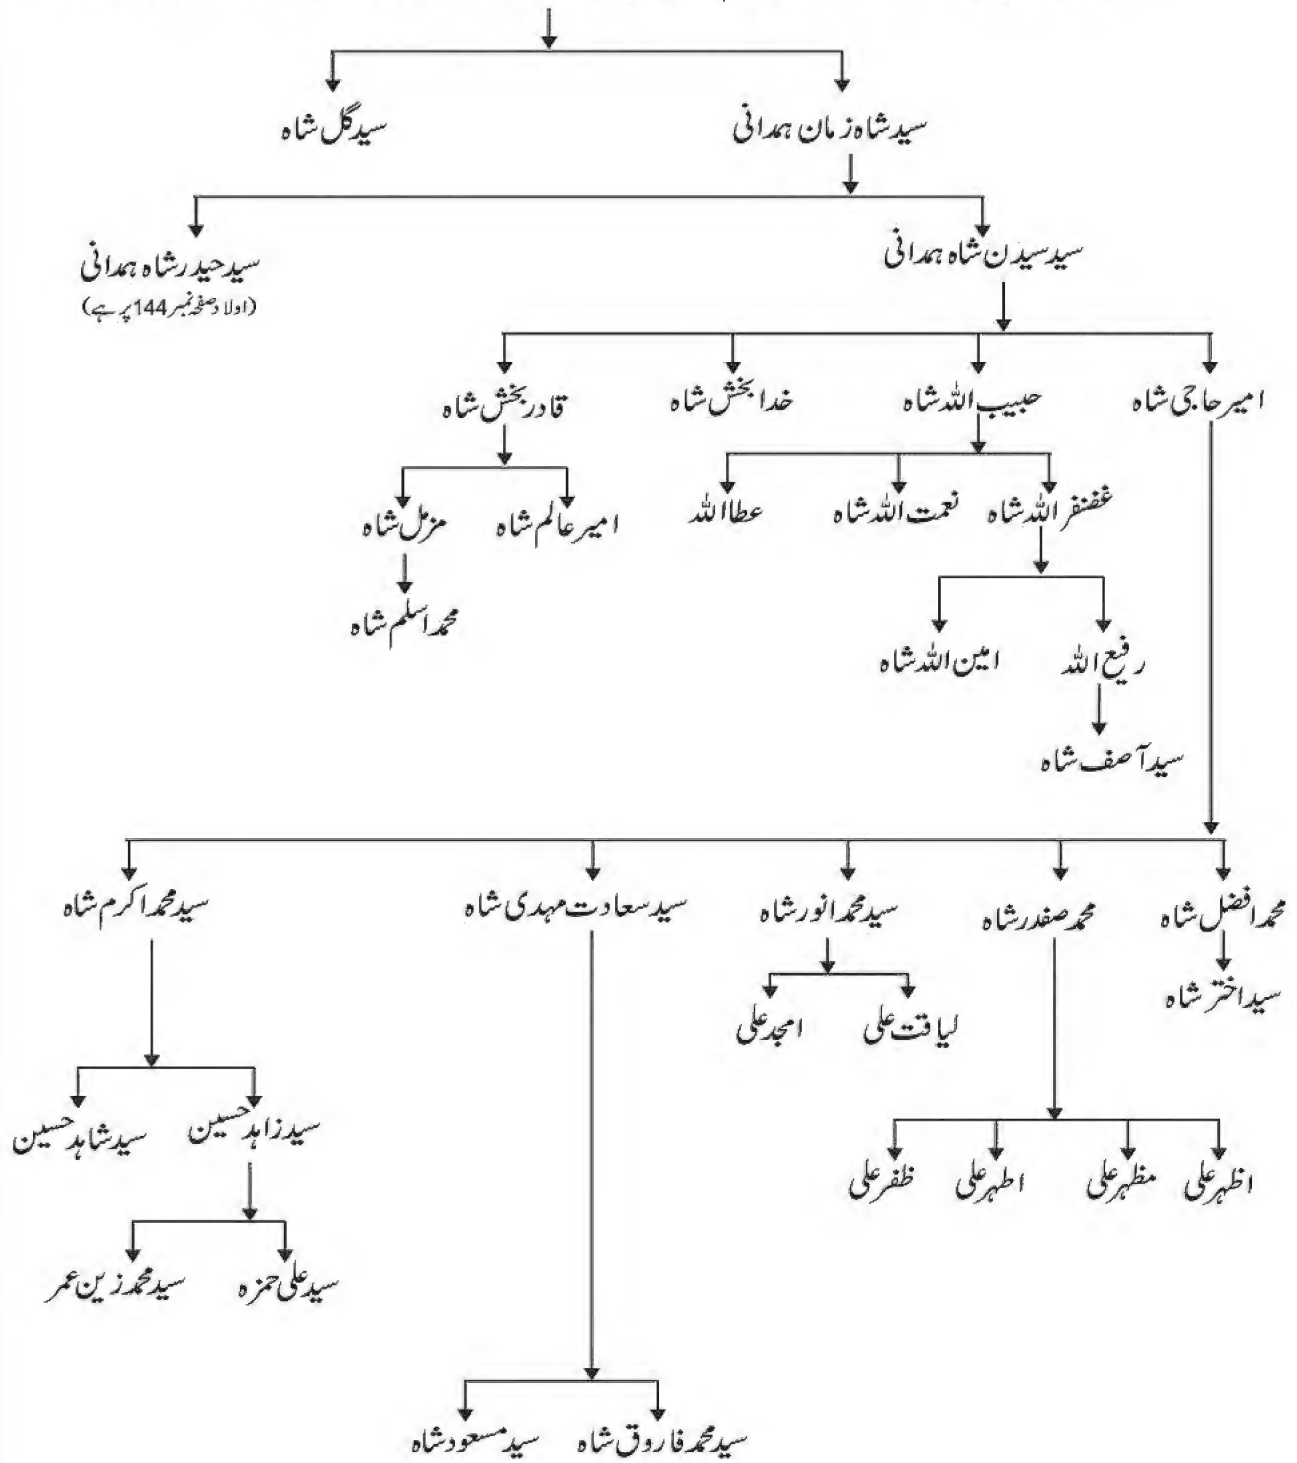 سید شاہ زمان ہمدانی سید گل شاہ
سید سیدن شاہ ہمدانی سید حیدر شاہ ہمدانی
(اولاد صفحہ نمبر 144 پر ہے)
امیر حاجی شاہ حبیب اللہ شاہ خدا بخش شاہ قادر بخش شاہ
غضنفر اللہ شاہ نعمت اللہ شاہ عطا اللہ امیر عالم شاہ مزمل شاہ
محمد اسلم شاہ
رفیع اللہ امین اللہ شاہ
سید آصف شاہ
محمد افضل شاہ محمد صفدر شاہ سید محمد انور شاہ سید سعادت مہدی شاہ سید محمد اکرم شاہ
سید اختر شاہ
لیاقت علی امجد علی
سید زاہد حسین سید شاہد حسین
اظہر علی مظہر علی اطہر علی ظفر علی
سید علی حمزہ سید محمد زین عمر
سید محمد فاروق شاہ سید مسعود شاہ